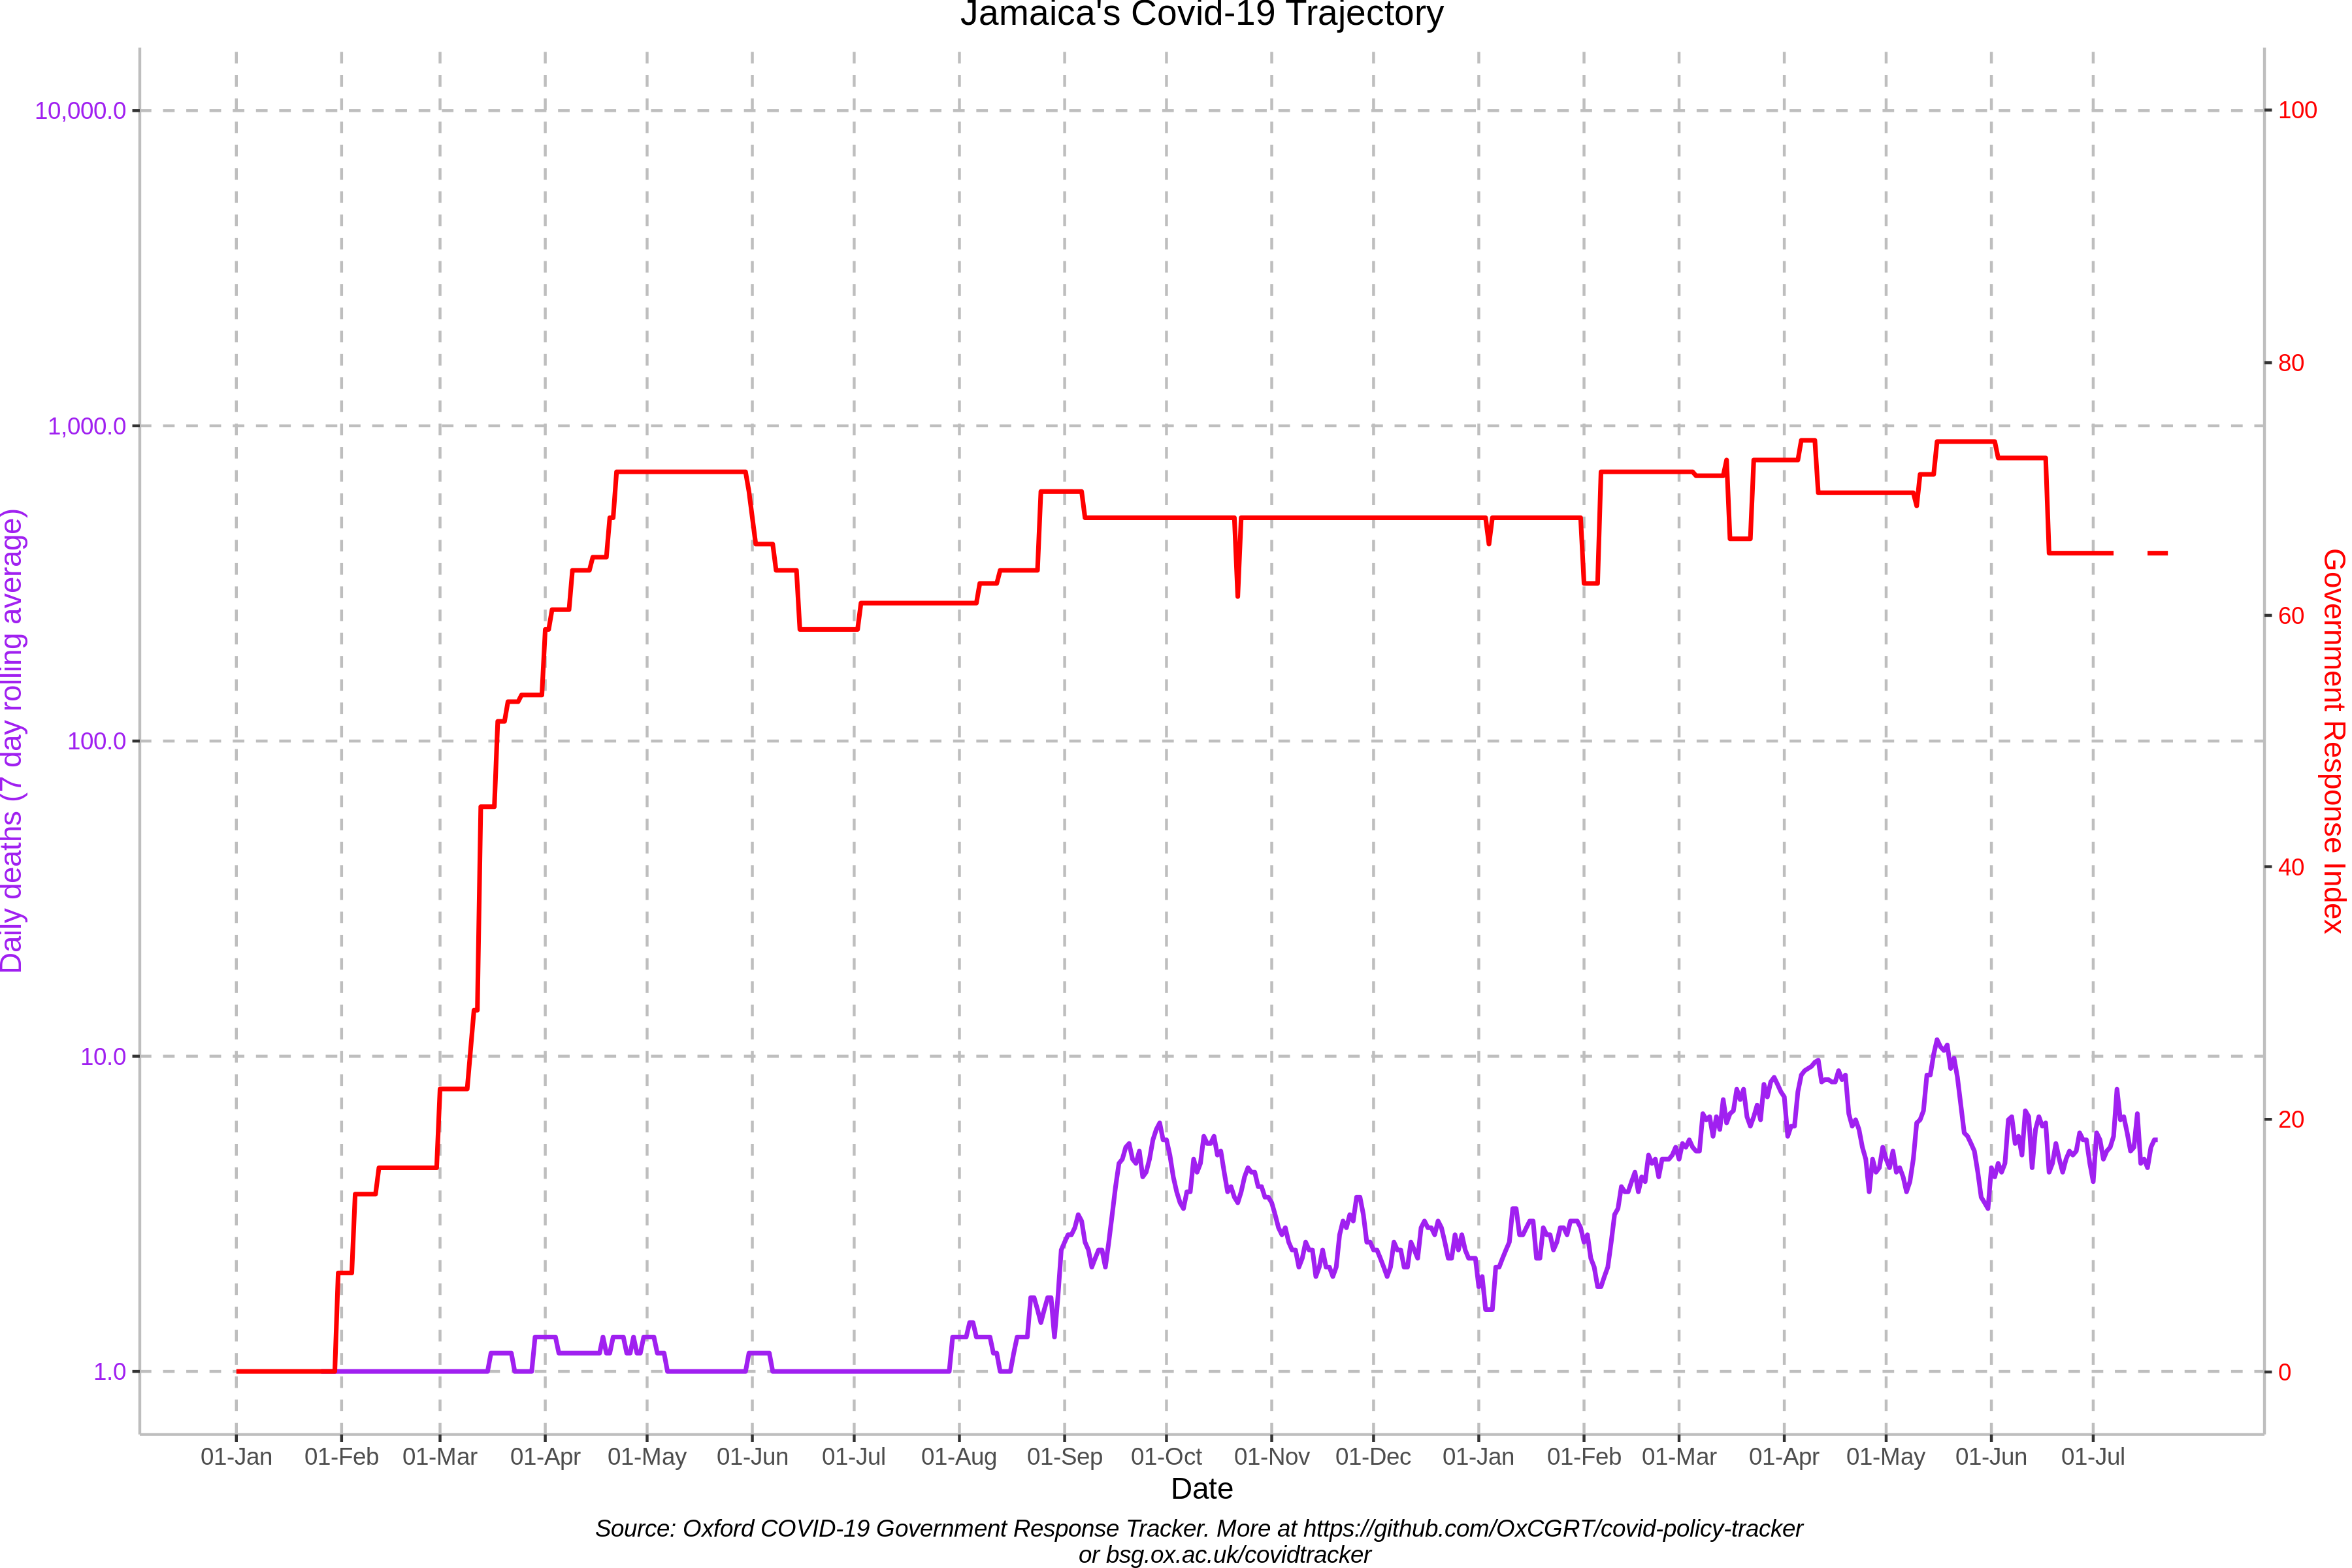 Jamaica's Covid-19 Trajectory
10,000.0
1,000.0
100.0
10.0
1.0
Daily deaths (7 day rolling average)
100
80
60
40
20
0
Government Response Index
01-Jan 01-Feb 01-Mar 01-Apr 01-May 01-Jun 01-Jul 01-Aug 01-Sep 01-Oct 01-Nov 01-Dec 01-Jan 01-Feb 01-Mar 01-Apr 01-May 01-Jun 01-Jul
Date
Source: Oxford COVID-19 Government Response Tracker. More at https://github.com/OxCGRT/covid-policy-tracker
or bsg.ox.ac.uk/covidtracker